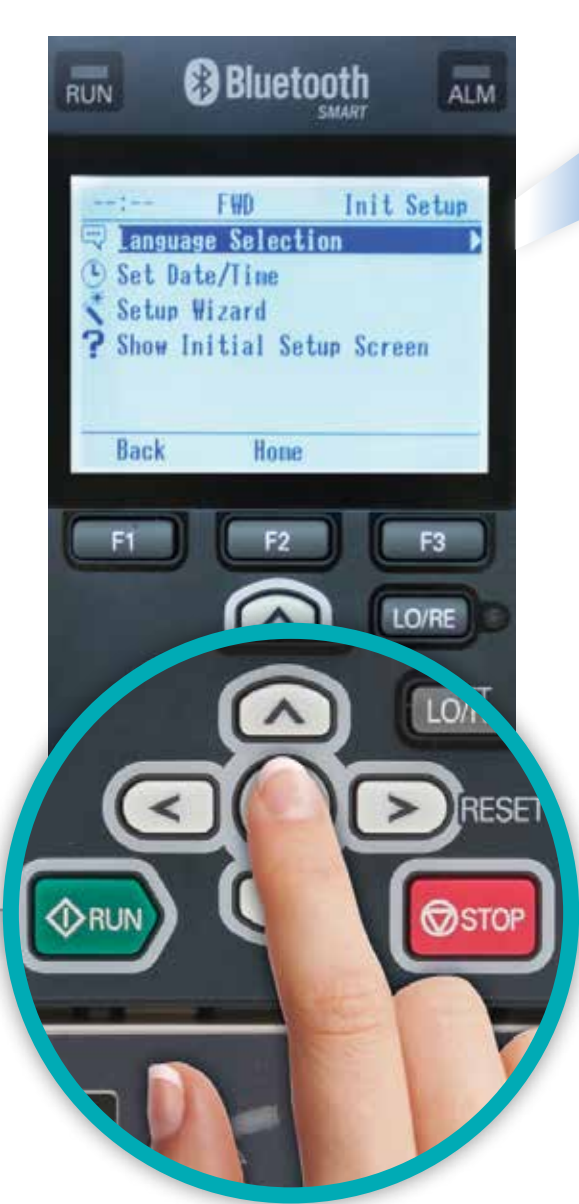 RUN
Bluetooth
SMART
ALM
--:-- FWD Init Setup
Language Selection
Set Date/Time
Setup Wizard
? Show Initial Setup Screen
Back Home
F1 F2 F3
LO/RE
LO/
< > RESET
RUN
STOP